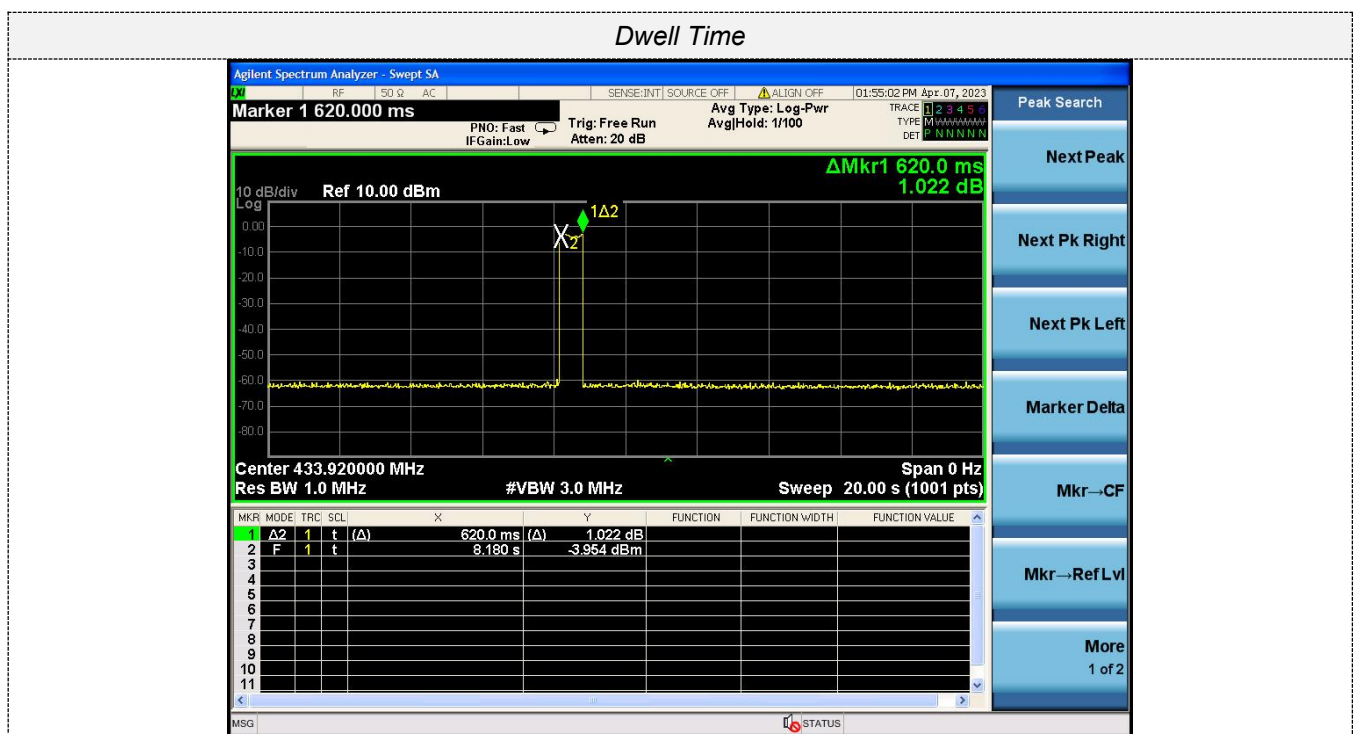 Dwell Time
Agilent Spectrum Analyzer - Swept SA
LXI RF 50 Ω AC SENSE:INT SOURCE OFF ALIGN OFF 01:55:02 PM Apr.07, 2023
Marker 1 620.000 ms
PNO: Fast
IFGain:Low
Trig: Free Run
Atten: 20 dB
Avg Type: Log-Pwr
Avg|Hold: 1/100
TRACE 1 2 3 4 5 6
TYPE M
DET P N N N N N
Peak Search
Next Peak
Next Pk Right
Next Pk Left
Marker Delta
Mkr→CF
Mkr→Ref Lvl
More
1 of 2
ΔMkr1 620.0 ms
1.022 dB
10 dB/div Ref 10.00 dBm
Log
0.00
-10.0
-20.0
-30.0
-40.0
-50.0
-60.0
-70.0
-80.0
1Δ2
X2
Center 433.920000 MHz Span 0 Hz
Res BW 1.0 MHz #VBW 3.0 MHz Sweep 20.00 s (1001 pts)
MKR MODE TRC SCL X Y FUNCTION FUNCTION WIDTH FUNCTION VALUE
1 Δ2 1 t (Δ) 620.0 ms (Δ) 1.022 dB
2 F 1 t 8.180 s -3.954 dBm
3
4
5
6
7
8
9
10
11
MSG STATUS